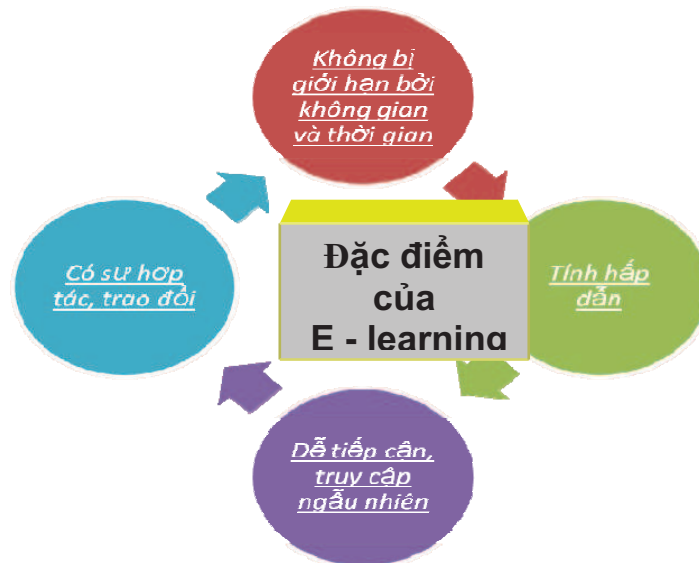 Không bị
giới hạn bởi
không gian
và thời gian
Có sự hợp
tác, trao đổi
Đặc điểm
của
E - learning
Tính hấp
dẫn
Dễ tiếp cận,
truy cập
ngẫu nhiên